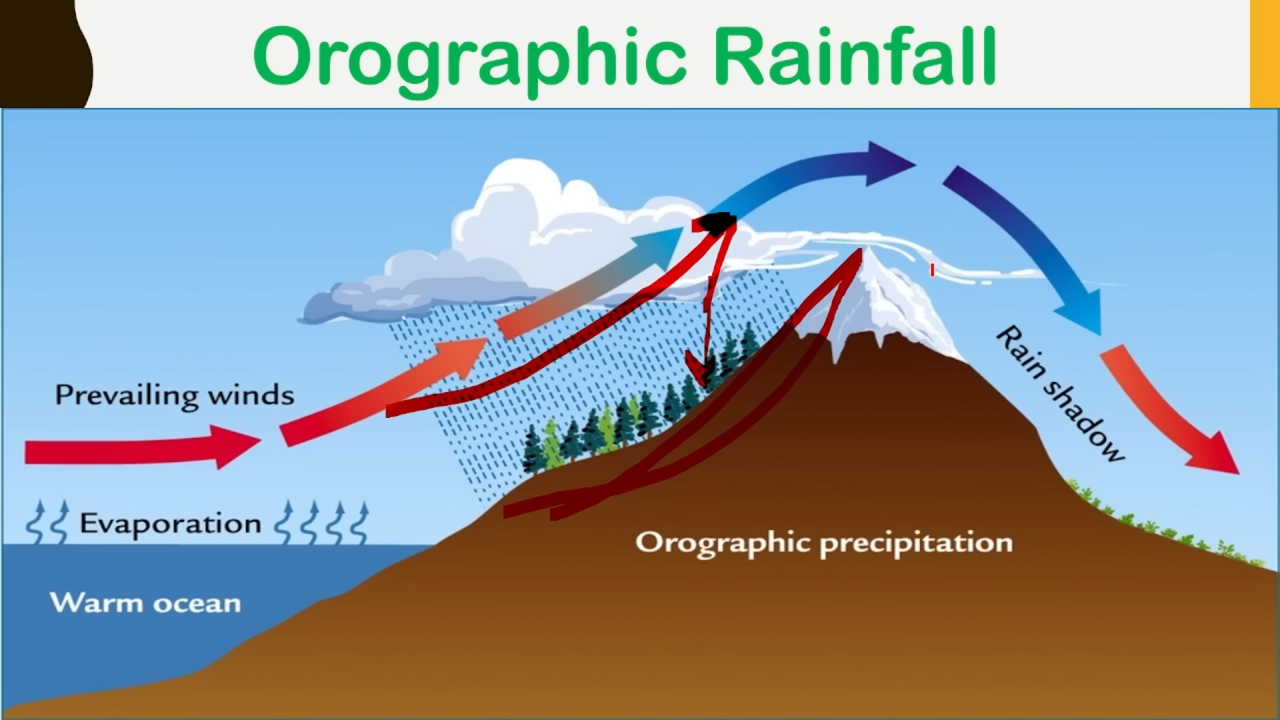 Orographic Rainfall
Prevailing winds
Rain shadow
Evaporation
Orographic precipitation
Warm ocean